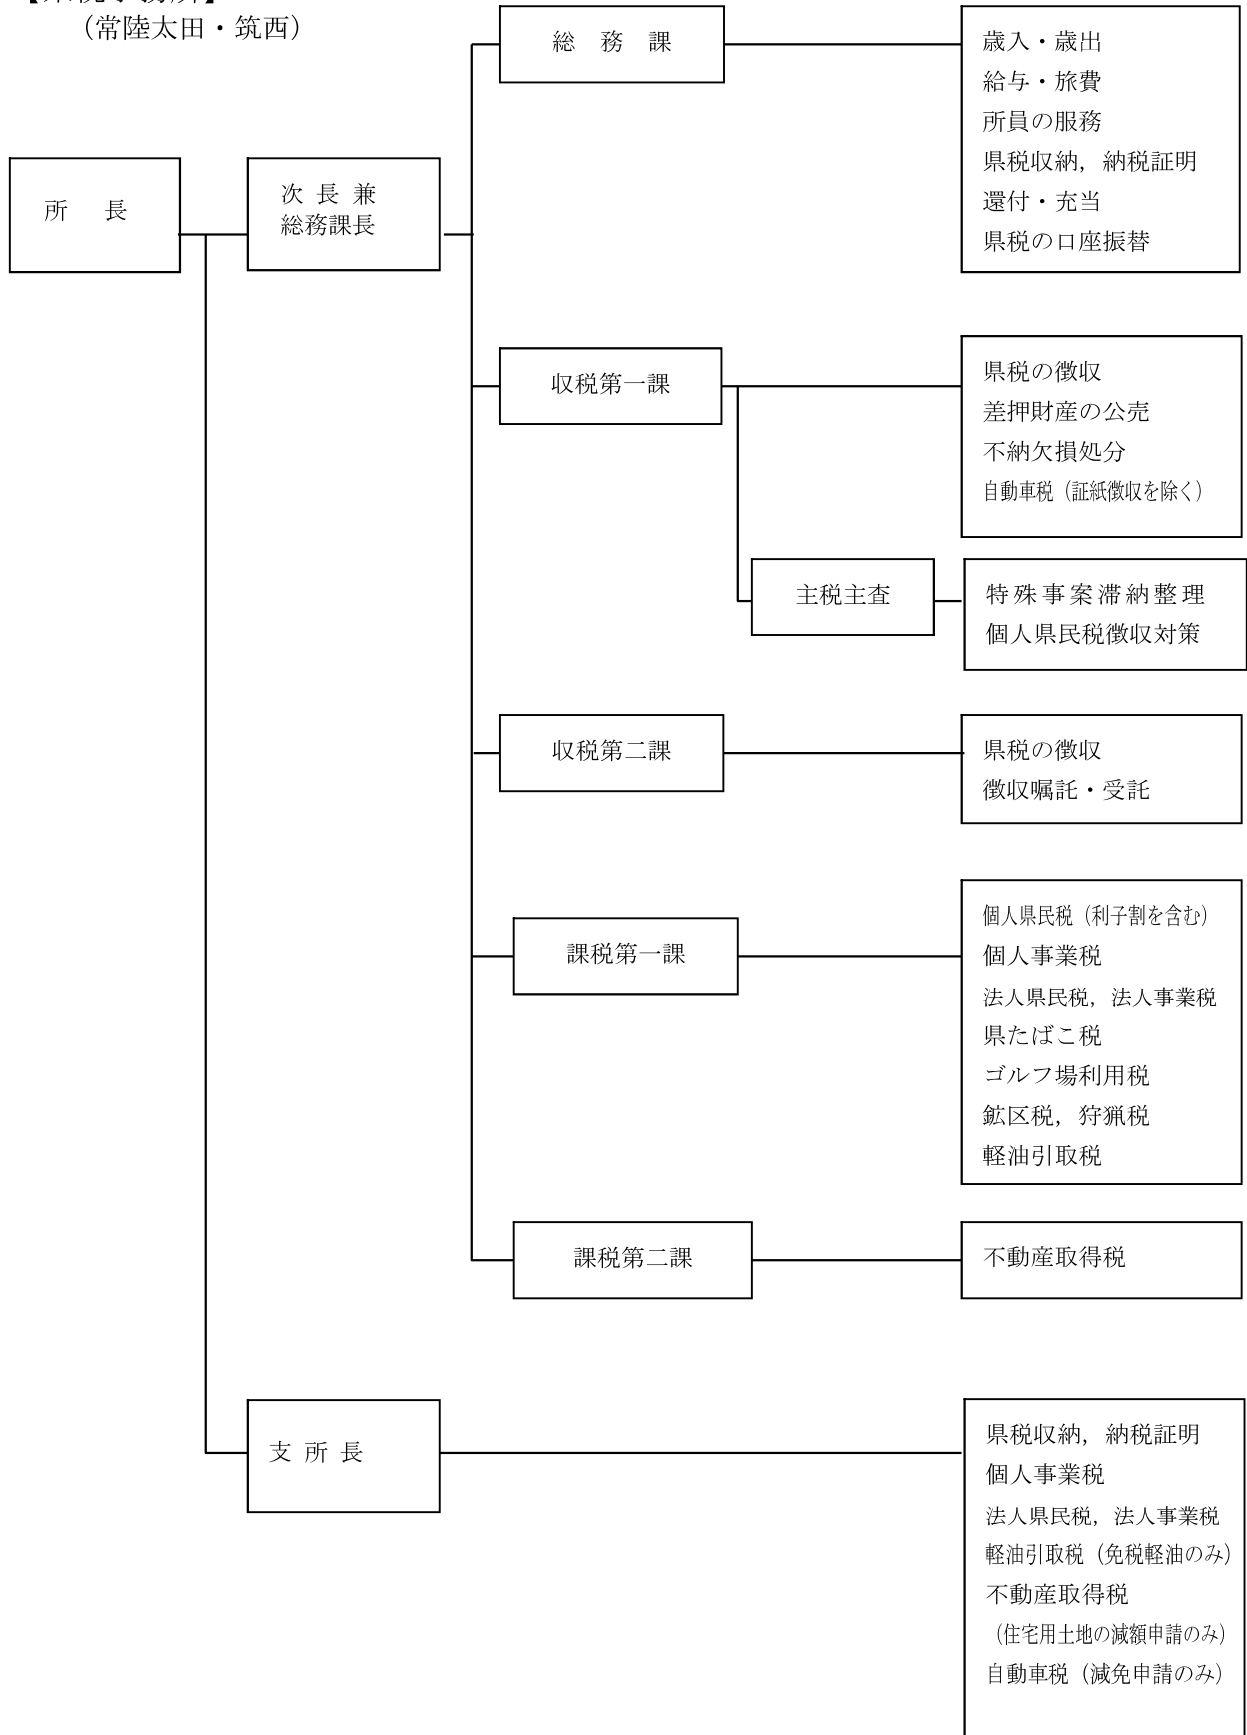 (常陸太田・筑西)
所 長
次 長 兼
総務課長
総 務 課
歳入・歳出
給与・旅費
所員の服務
県税収納，納税証明
還付・充当
県税の口座振替
収税第一課
県税の徴収
差押財産の公売
不納欠損処分
自動車税（証紙徴収を除く）
主税主査
特殊事案滞納整理
個人県民税徴収対策
収税第二課
県税の徴収
徴収嘱託・受託
課税第一課
個人県民税（利子割を含む）
個人事業税
法人県民税，法人事業税
県たばこ税
ゴルフ場利用税
鉱区税，狩猟税
軽油引取税
課税第二課
不動産取得税
支 所 長
県税収納，納税証明
個人事業税
法人県民税，法人事業税
軽油引取税（免税軽油のみ）
不動産取得税
（住宅用土地の減額申請のみ）
自動車税（減免申請のみ）